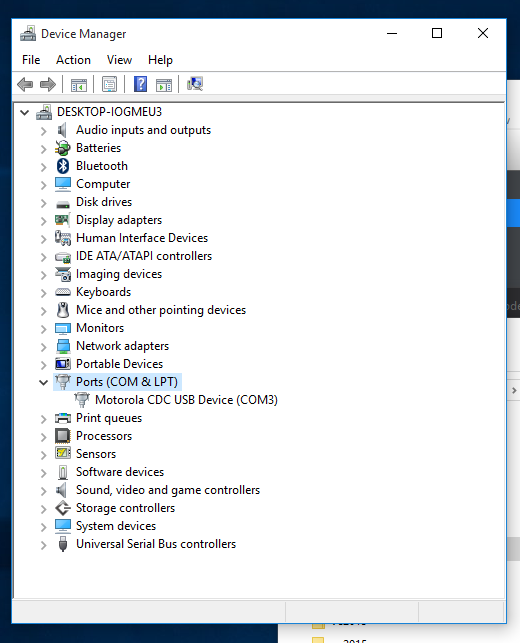 Device Manager
File Action View Help
DESKTOP-IOGMEU3
Audio inputs and outputs
Batteries
Bluetooth
Computer
Disk drives
Display adapters
Human Interface Devices
IDE ATA/ATAPI controllers
Imaging devices
Keyboards
Mice and other pointing devices
Monitors
Network adapters
Portable Devices
Ports (COM & LPT)
Motorola CDC USB Device (COM3)
Print queues
Processors
Sensors
Software devices
Sound, video and game controllers
Storage controllers
System devices
Universal Serial Bus controllers